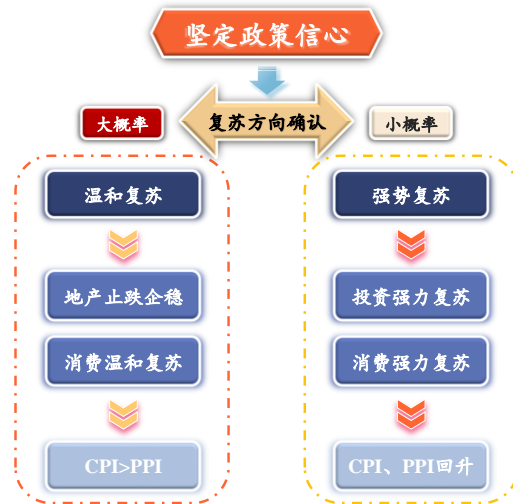 坚定政策信心
大概率
复苏方向确认
小概率
温和复苏
强势复苏
地产止跌企稳
投资强力复苏
消费温和复苏
消费强力复苏
CPI>PPI
CPI、PPI回升